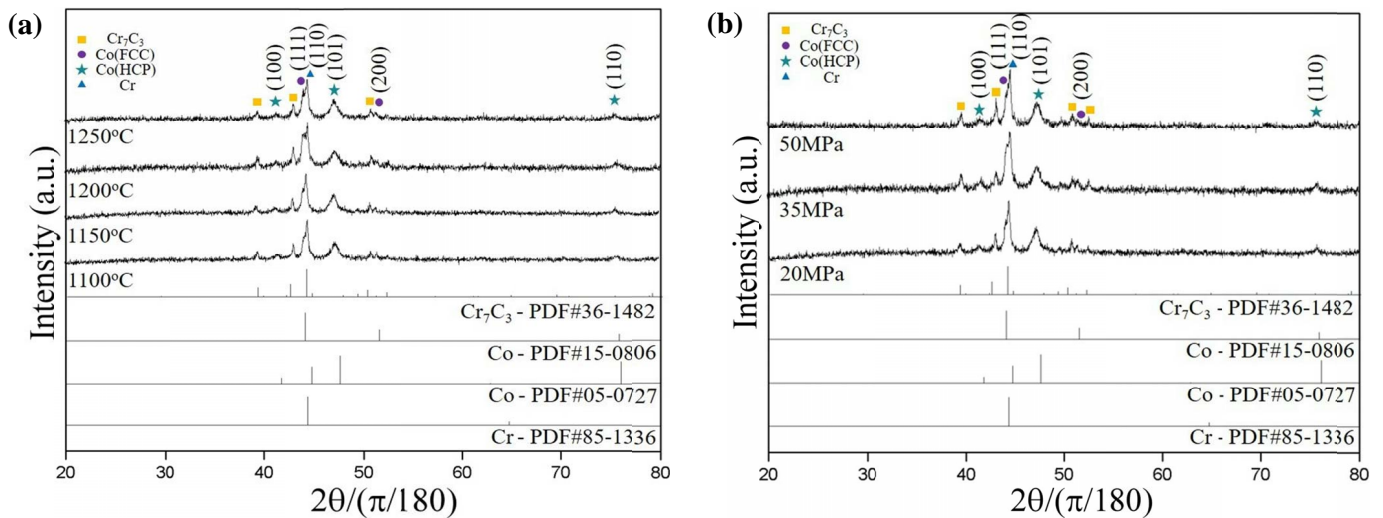 (a)
Cr₇C₃
Co(FCC)
Co(HCP)
Cr
(100)
(111)
(110)
(101)
(200)
(110)
1250°C
1200°C
1150°C
1100°C
Cr₇C₃ - PDF#36-1482
Co - PDF#15-0806
Co - PDF#05-0727
Cr - PDF#85-1336
Intensity (a.u.)
20 30 40 50 60 70 80
2θ/(π/180)
(b)
Cr₇C₃
Co(FCC)
Co(HCP)
Cr
(100)
(111)
(110)
(101)
(200)
(110)
50MPa
35MPa
20MPa
Cr₇C₃ - PDF#36-1482
Co - PDF#15-0806
Co - PDF#05-0727
Cr - PDF#85-1336
Intensity (a.u.)
20 30 40 50 60 70 80
2θ/(π/180)